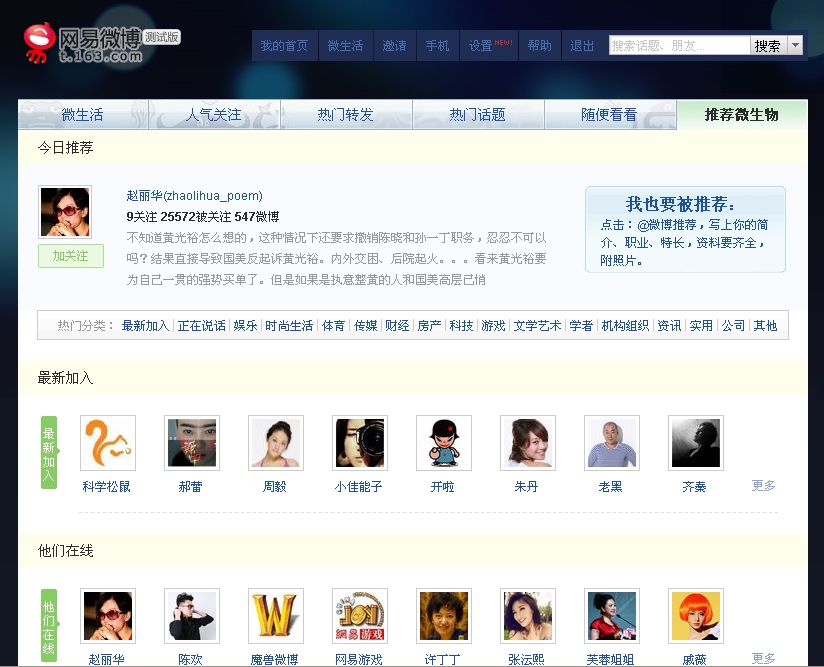 网易微博 测试版
t.163.com
我的首页 微生活 邀请 手机 设置 NEW! 帮助 退出 搜索话题、朋友... 搜索
微生活 人气关注 热门转发 热门话题 随便看看 推荐微生物
今日推荐
赵丽华(zhaolihua_poem)
9关注 25572被关注 547微博
不知道黄光裕怎么想的，这种情况下还要求撤销陈晓和孙一丁职务，忍忍不可以
吗？结果直接导致国美反起诉黄光裕。内外交困、后院起火。。。看来黄光裕要
为自己一贯的强势买单了。但是如果是执意整黄的人和国美高层已悄
加关注
我也要被推荐：
点击：@微博推荐，写上你的简
介、职业、特长，资料要齐全，
附照片。
热门分类： 最新加入 | 正在说话 | 娱乐 | 时尚生活 | 体育 | 传媒 | 财经 | 房产 | 科技 | 游戏 | 文学艺术 | 学者 | 机构组织 | 资讯 | 实用 | 公司 | 其他
最新加入
最新加入
科学松鼠 郝蕾 周毅 小佳能子 开啦 朱丹 老黑 齐秦 更多
他们在线
他们在线
W JOY 網易游戏
赵丽华 陈欢 魔兽微博 网易游戏 许丁丁 张沄熙 芙蓉姐姐 戚薇 更多